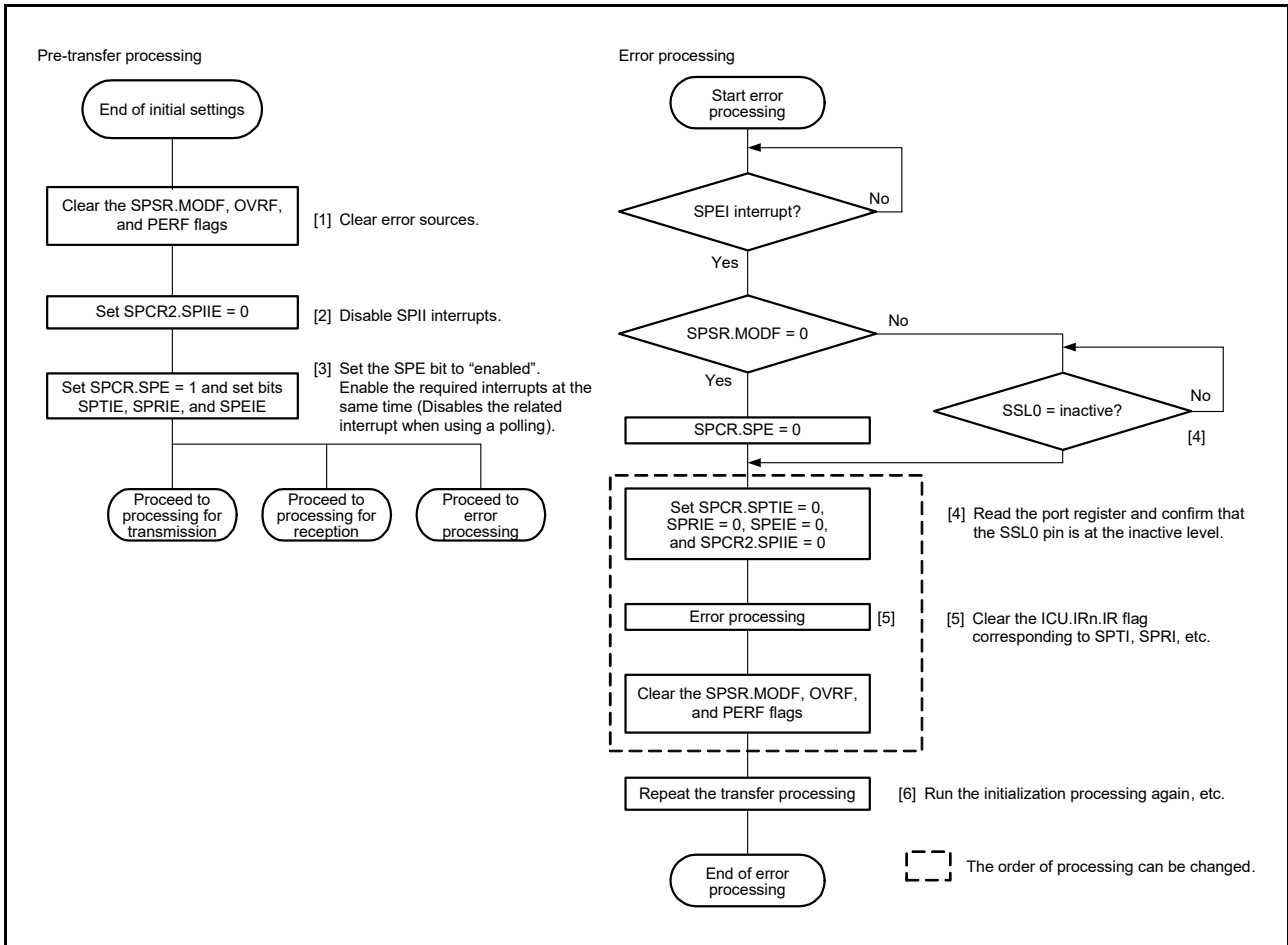 Pre-transfer processing
End of initial settings
Clear the SPSR.MODF, OVRF,
and PERF flags
[1] Clear error sources.
Set SPCR2.SPIIE = 0
[2] Disable SPII interrupts.
Set SPCR.SPE = 1 and set bits
SPTIE, SPRIE, and SPEIE
[3] Set the SPE bit to “enabled”.
Enable the required interrupts at the
same time (Disables the related
interrupt when using a polling).
Proceed to
processing for
transmission
Proceed to
processing for
reception
Proceed to
error
processing
Error processing
Start error
processing
SPEI interrupt?
No
Yes
SPSR.MODF = 0
No
Yes
SSL0 = inactive?
No
[4]
SPCR.SPE = 0
Set SPCR.SPTIE = 0,
SPRIE = 0, SPEIE = 0,
and SPCR2.SPIIE = 0
[4] Read the port register and confirm that
the SSL0 pin is at the inactive level.
Error processing
[5]
[5] Clear the ICU.IRn.IR flag
corresponding to SPTI, SPRI, etc.
Clear the SPSR.MODF, OVRF,
and PERF flags
Repeat the transfer processing
[6] Run the initialization processing again, etc.
End of error
processing
The order of processing can be changed.